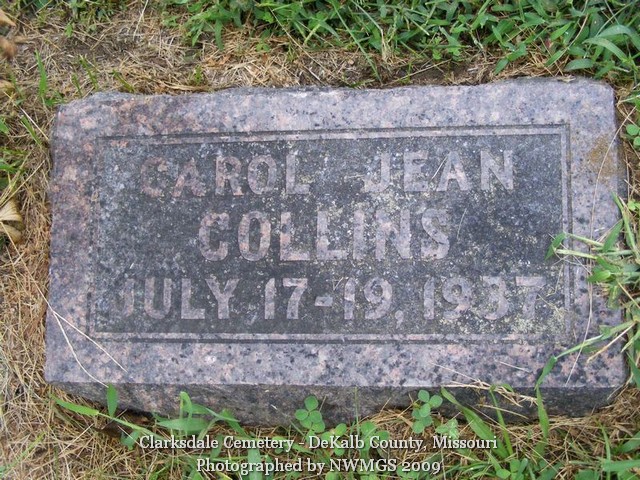 CAROL JEAN
COLLINS
JULY 17-19, 1937
Clarksdale Cemetery - DeKalb County, Missouri
Photographed by NWMGS 2009